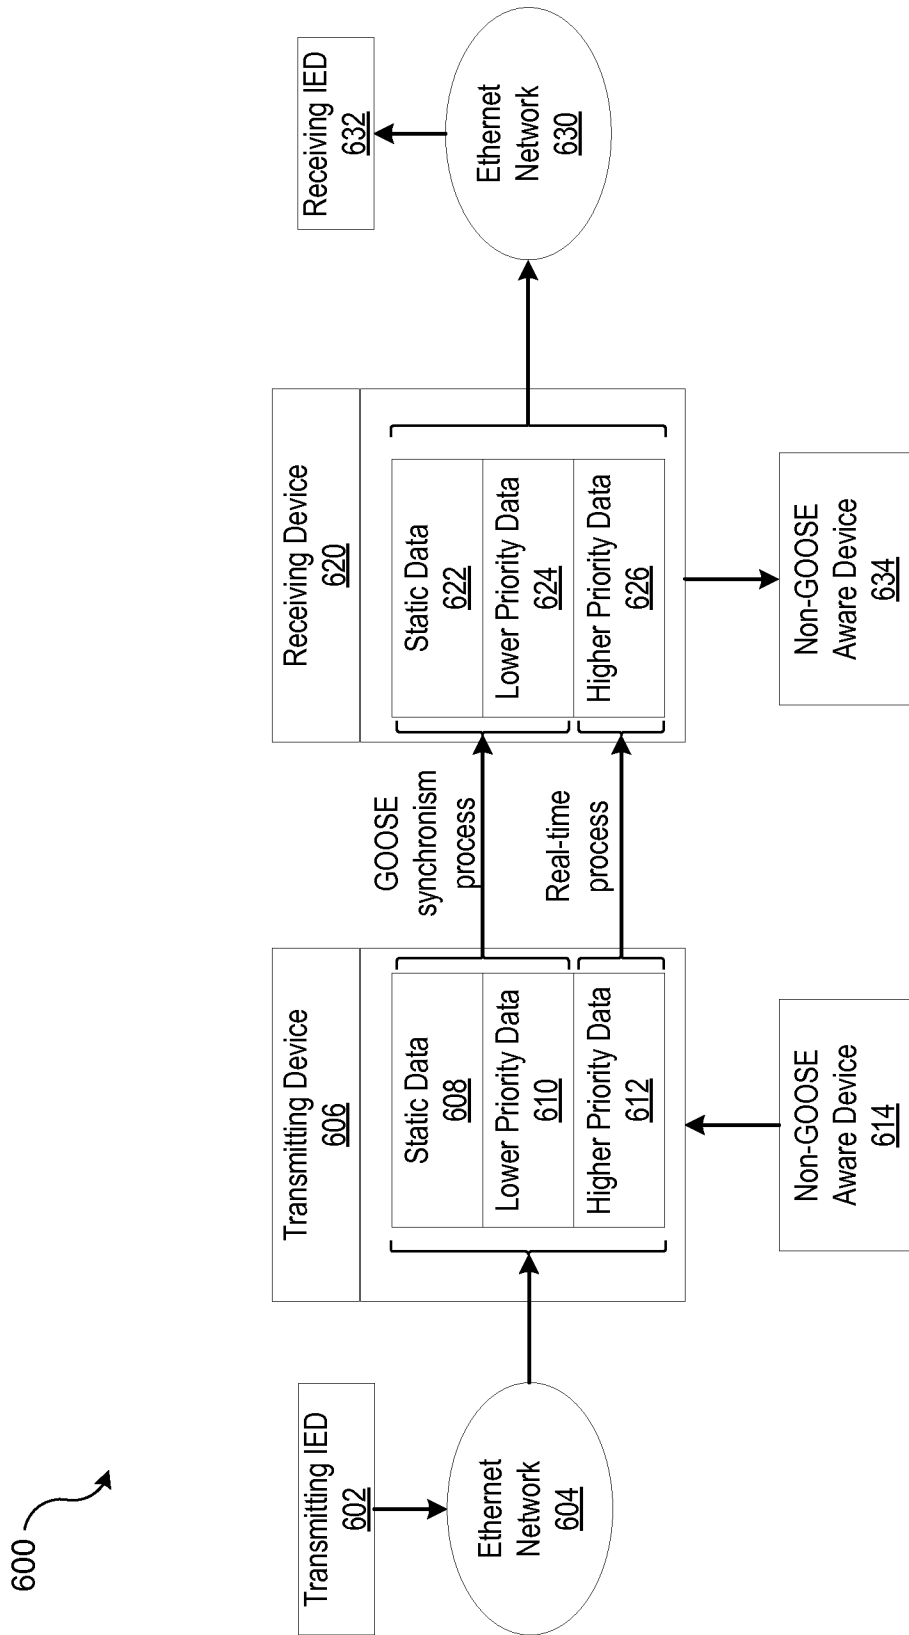 600
Transmitting IED
602
Ethernet
Network
604
Transmitting Device
606
Static Data
608
Lower Priority Data
610
Higher Priority Data
612
Non-GOOSE
Aware Device
614
GOOSE
synchronism
process
Real-time
process
Receiving Device
620
Static Data
622
Lower Priority Data
624
Higher Priority Data
626
Non-GOOSE
Aware Device
634
Receiving IED
632
Ethernet
Network
630